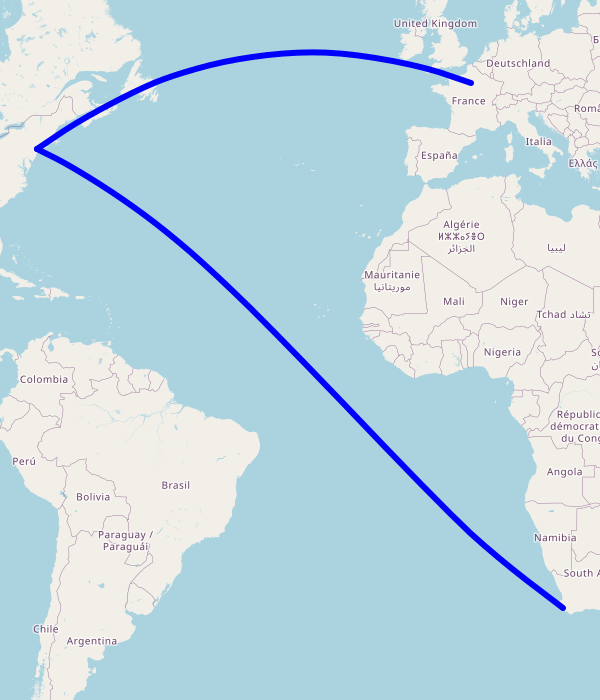 United Kingdom
Deutschland
France
Româ
España
Italia
Ελλάς
Algérie
ⵍⵣⵣⴰⵢⴻⵔ
الجزائر
ليبيا
Mauritanie
موريتانيا
Mali
Niger
Tchad تشاد
Nigeria
Colombia
Républic
démocrat
du Cong
Perú
Angola
Brasil
Bolivia
Paraguay /
Paraguái
Namibia
South A
Chile
Argentina